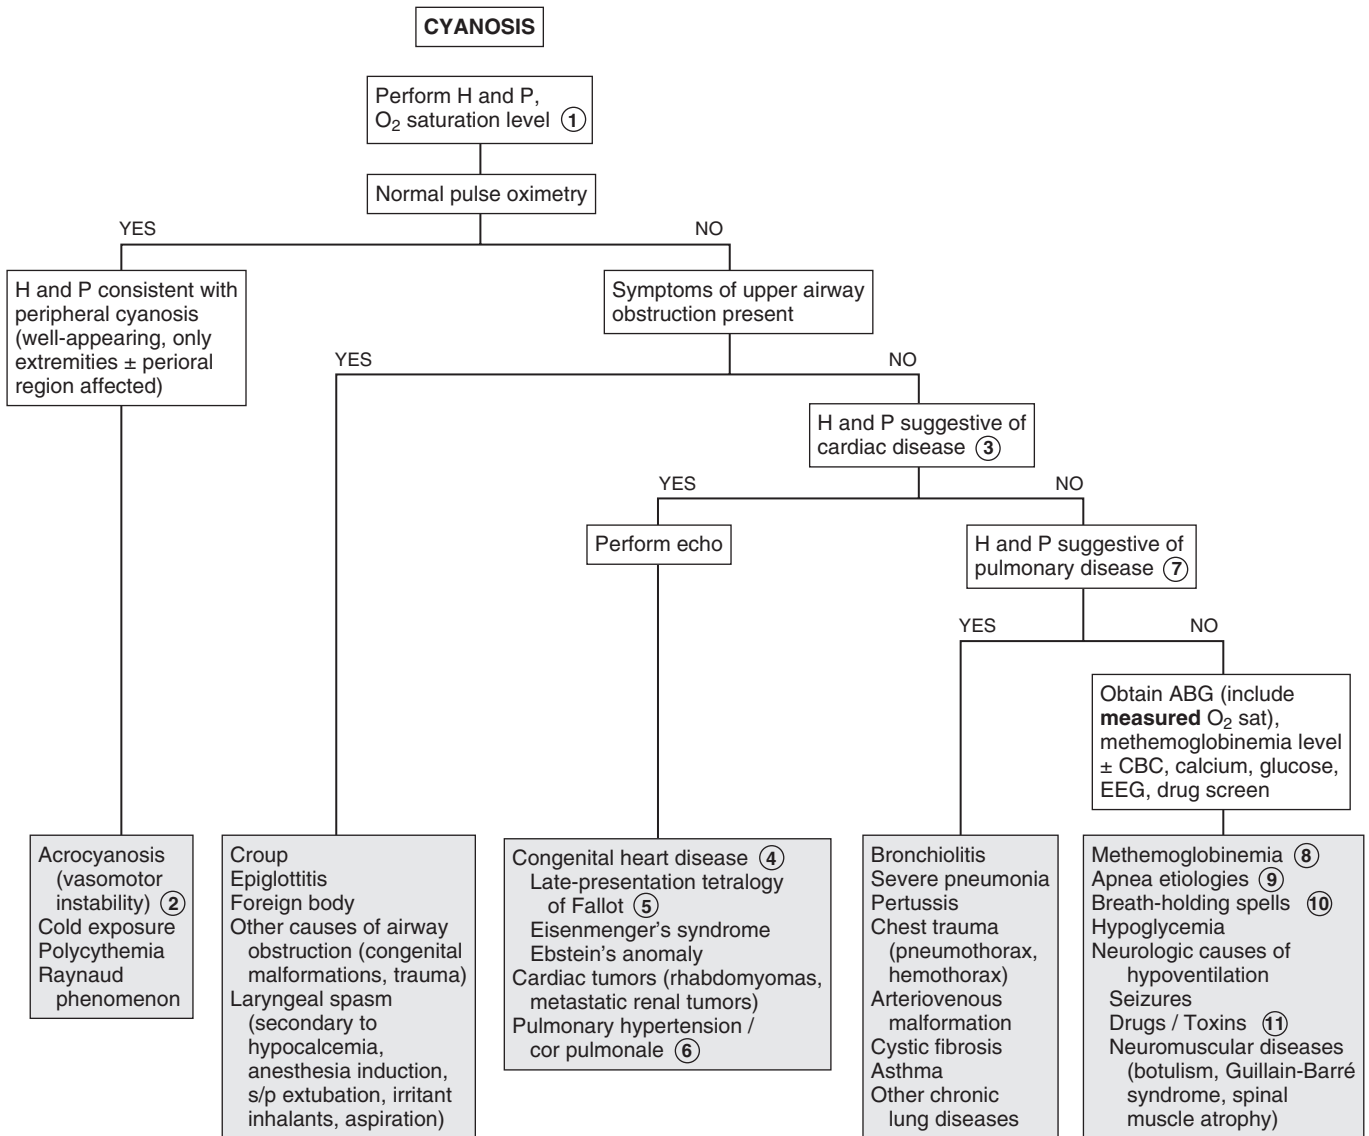 CYANOSIS
Perform H and P,
O₂ saturation level ①
Normal pulse oximetry
YES
NO
H and P consistent with
peripheral cyanosis
(well-appearing, only
extremities ± perioral
region affected)
Symptoms of upper airway
obstruction present
YES
NO
H and P suggestive of
cardiac disease ③
YES
NO
Perform echo
H and P suggestive of
pulmonary disease ⑦
YES
NO
Obtain ABG (include
measured O₂ sat),
methemoglobinemia level
± CBC, calcium, glucose,
EEG, drug screen
Acrocyanosis
(vasomotor
instability) ②
Cold exposure
Polycythemia
Raynaud
phenomenon
Croup
Epiglottitis
Foreign body
Other causes of airway
obstruction (congenital
malformations, trauma)
Laryngeal spasm
(secondary to
hypocalcemia,
anesthesia induction,
s/p extubation, irritant
inhalants, aspiration)
Congenital heart disease ④
Late-presentation tetralogy
of Fallot ⑤
Eisenmenger's syndrome
Ebstein's anomaly
Cardiac tumors (rhabdomyomas,
metastatic renal tumors)
Pulmonary hypertension /
cor pulmonale ⑥
Bronchiolitis
Severe pneumonia
Pertussis
Chest trauma
(pneumothorax,
hemothorax)
Arteriovenous
malformation
Cystic fibrosis
Asthma
Other chronic
lung diseases
Methemoglobinemia ⑧
Apnea etiologies ⑨
Breath-holding spells ⑩
Hypoglycemia
Neurologic causes of
hypoventilation
Seizures
Drugs / Toxins ⑪
Neuromuscular diseases
(botulism, Guillain-Barré
syndrome, spinal
muscle atrophy)